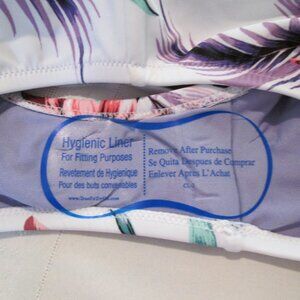 Hygienic Liner
For Fitting Purposes
Revetement de Hygienique
Pour des buts convenables
Remove After Purchase
Se Quita Despues de Comprar
Enlever Apres L'Achat